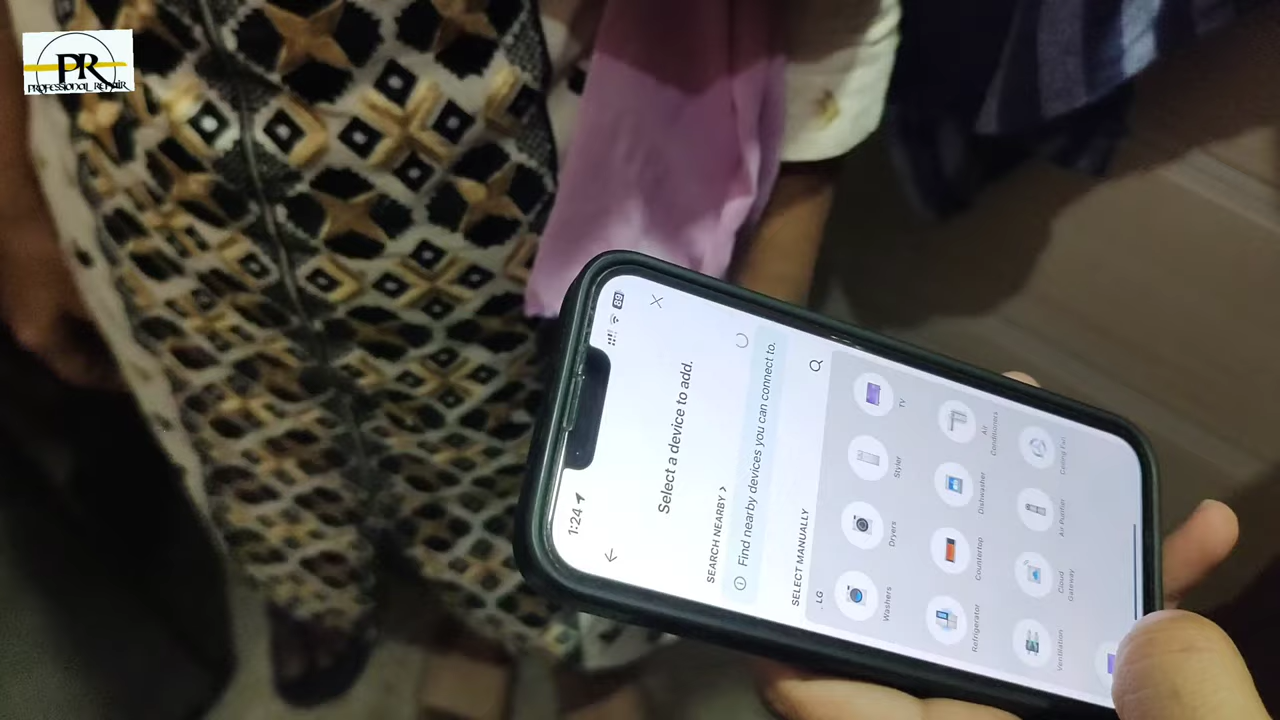 PR
PROFESSIONAL REPAIR
1:24
89
Select a device to add.
SEARCH NEARBY >
Find nearby devices you can connect to.
SELECT MANUALLY
LG
Washers
Dryers
Styler
TV
Refrigerator
Countertop
Dishwasher
Air
Conditioners
Ventilation
Cloud
Gateway
Air Purifier
Ceiling Fan